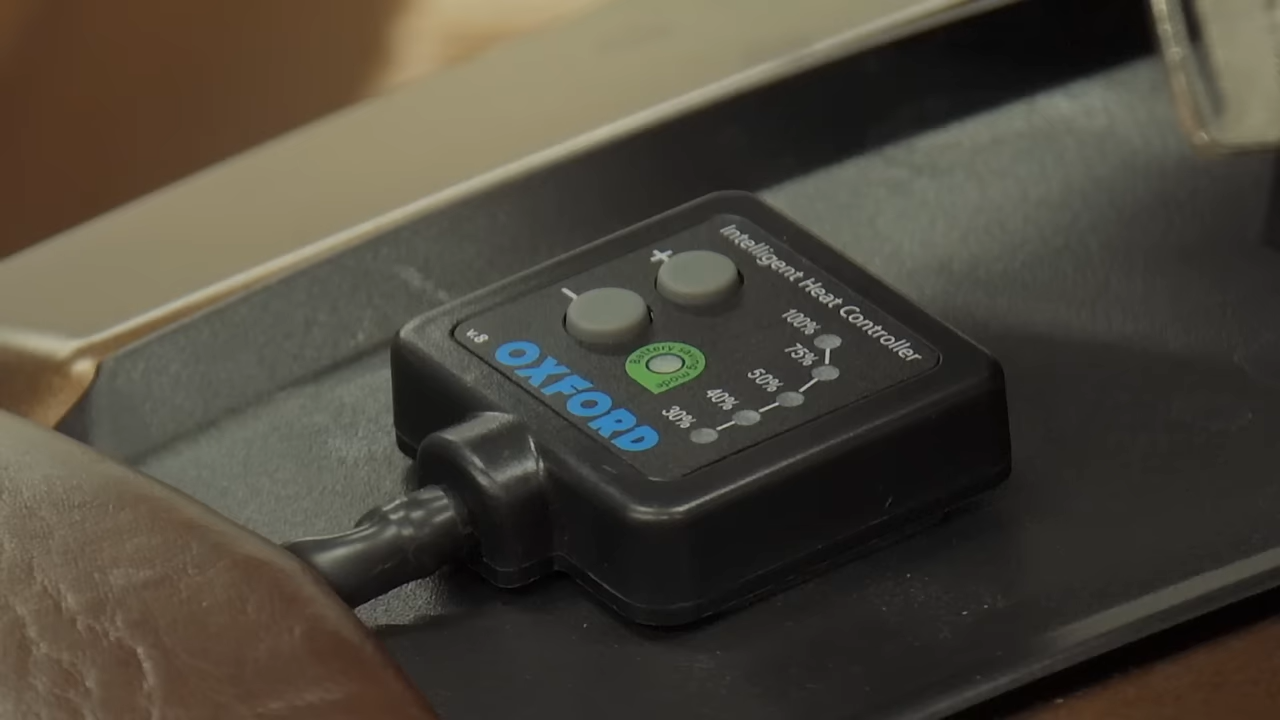 Intelligent Heat Controller
+
−
100%
75%
50%
40%
30%
Battery saving mode
v.8
OXFORD